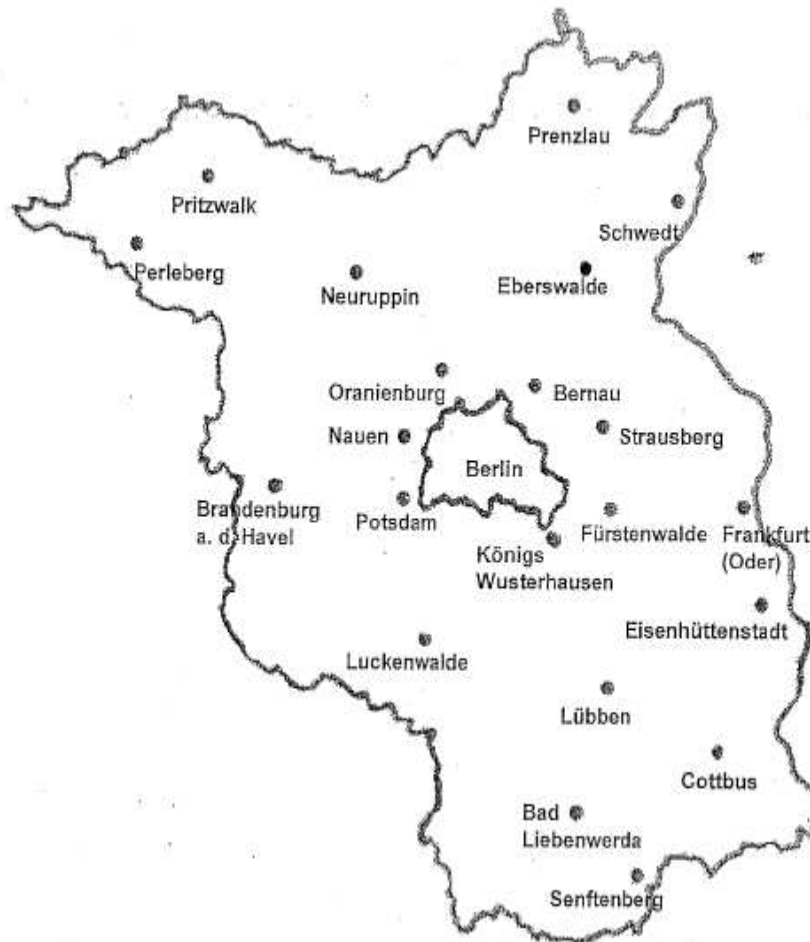 Prenzlau
Pritzwalk
Schwedt
Perleberg
Neuruppin
Eberswalde
Oranienburg
Bernau
Nauen
Strausberg
Berlin
Brandenburg
a. d. Havel
Potsdam
Fürstenwalde
Frankfurt
(Oder)
Königs
Wusterhausen
Eisenhüttenstadt
Luckenwalde
Lübben
Cottbus
Bad
Liebenwerda
Senftenberg